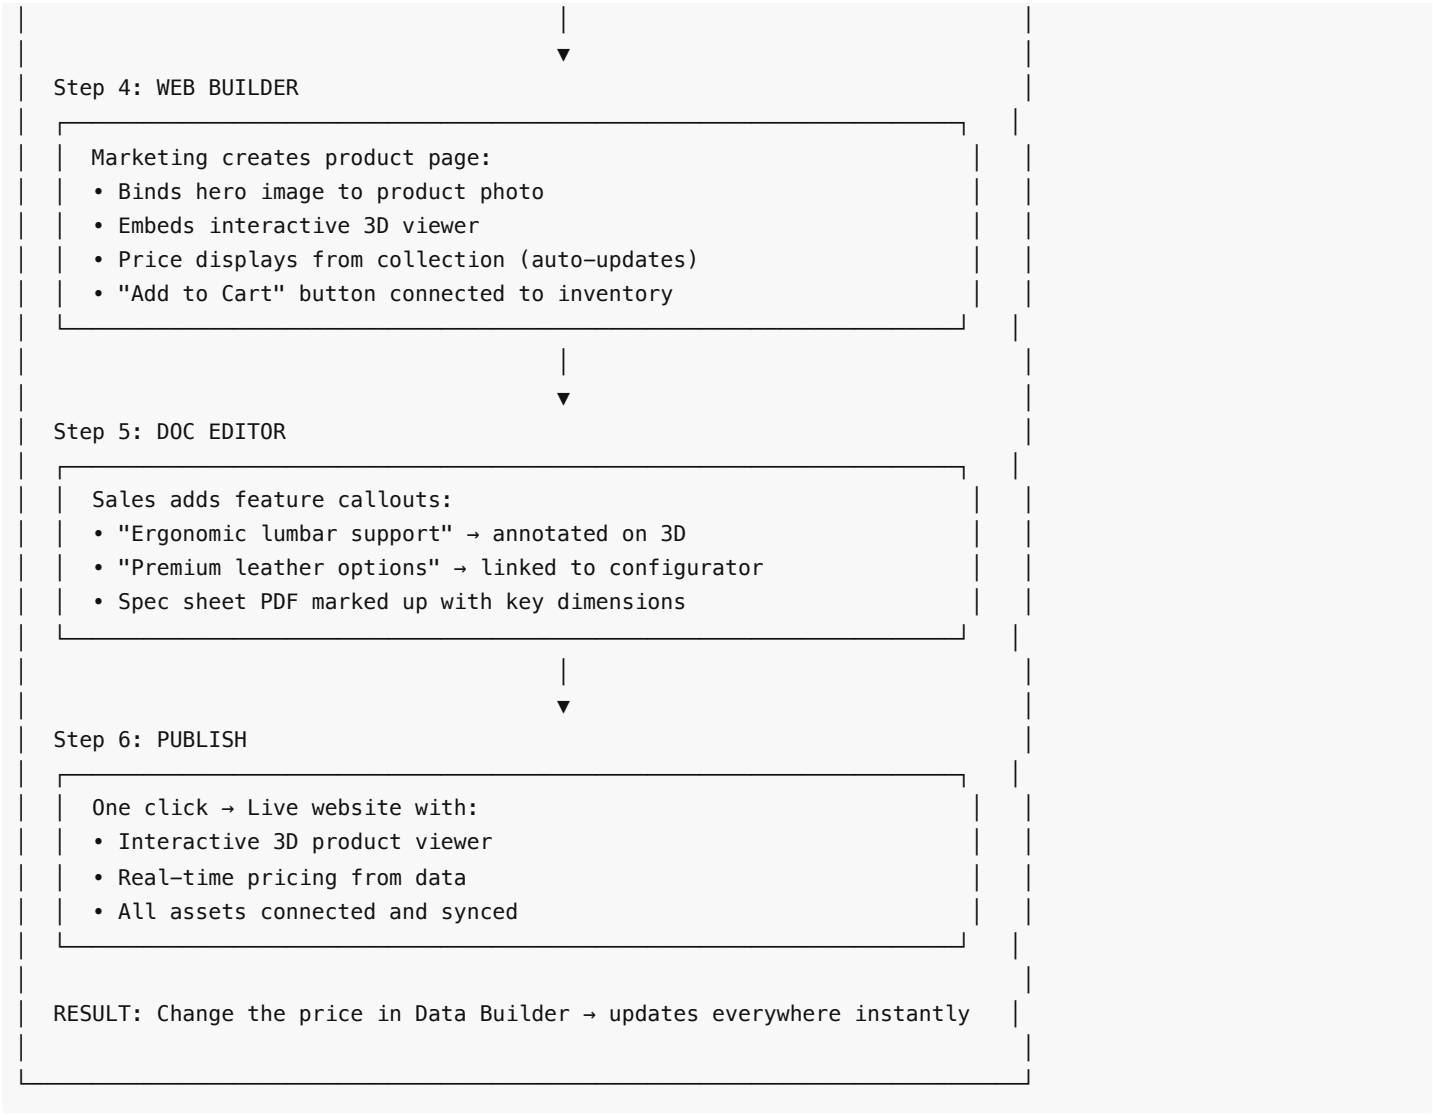 Step 4: WEB BUILDER
Marketing creates product page:
• Binds hero image to product photo
• Embeds interactive 3D viewer
• Price displays from collection (auto-updates)
• "Add to Cart" button connected to inventory
Step 5: DOC EDITOR
Sales adds feature callouts:
• "Ergonomic lumbar support" → annotated on 3D
• "Premium leather options" → linked to configurator
• Spec sheet PDF marked up with key dimensions
Step 6: PUBLISH
One click → Live website with:
• Interactive 3D product viewer
• Real-time pricing from data
• All assets connected and synced
RESULT: Change the price in Data Builder → updates everywhere instantly